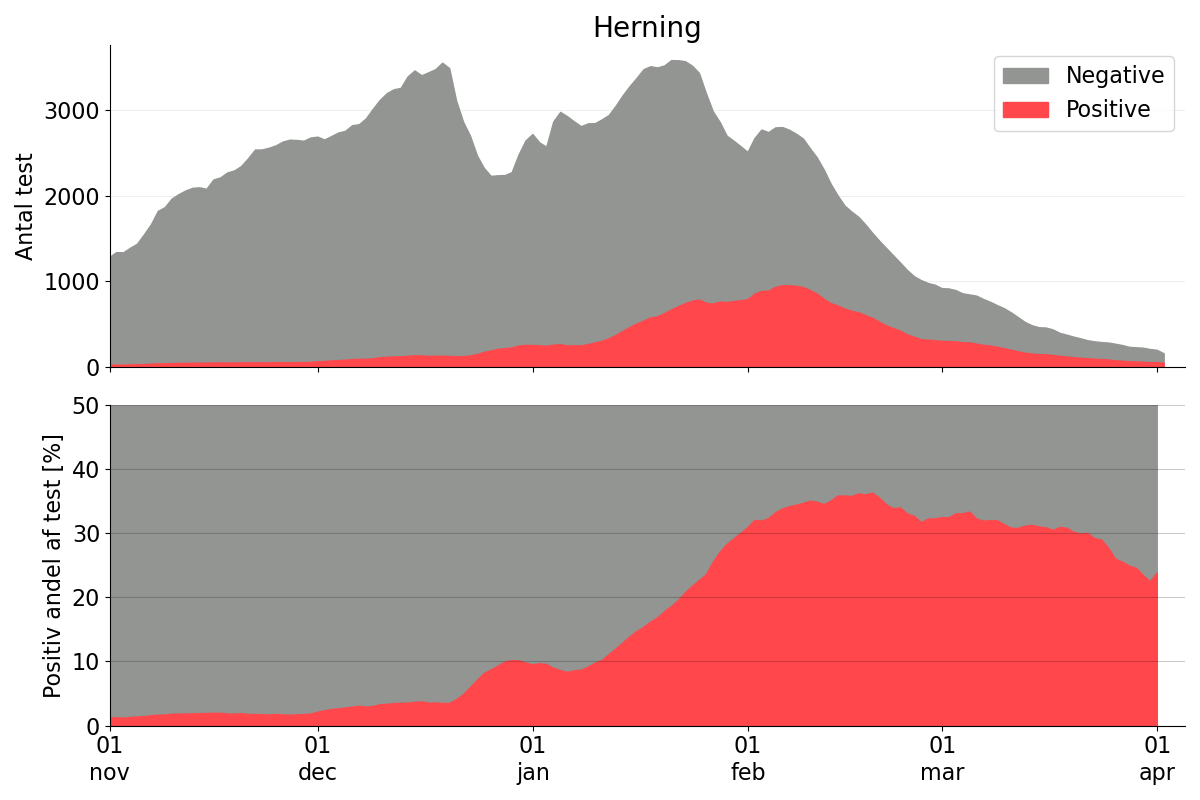 Herning
Antal test
3000
2000
1000
0
Negative
Positive
Positiv andel af test [%]
50
40
30
20
10
0
01 01 01 01 01 01
nov dec jan feb mar apr